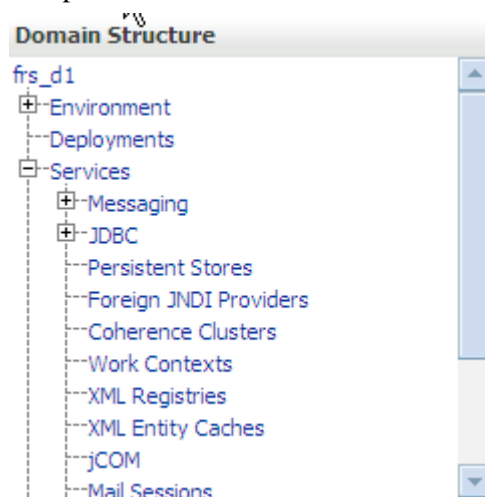 Domain Structure
frs_d1
Environment
Deployments
Services
Messaging
JDBC
Persistent Stores
Foreign JNDI Providers
Coherence Clusters
Work Contexts
XML Registries
XML Entity Caches
jCOM
Mail Sessions